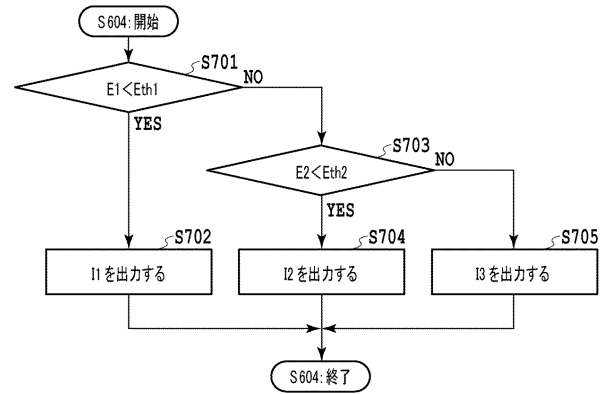 S604:開始
S701
E1<Eth1
NO
YES
S703
E2<Eth2
NO
YES
S702
S704
S705
I1を出力する
I2を出力する
I3を出力する
S604:終了